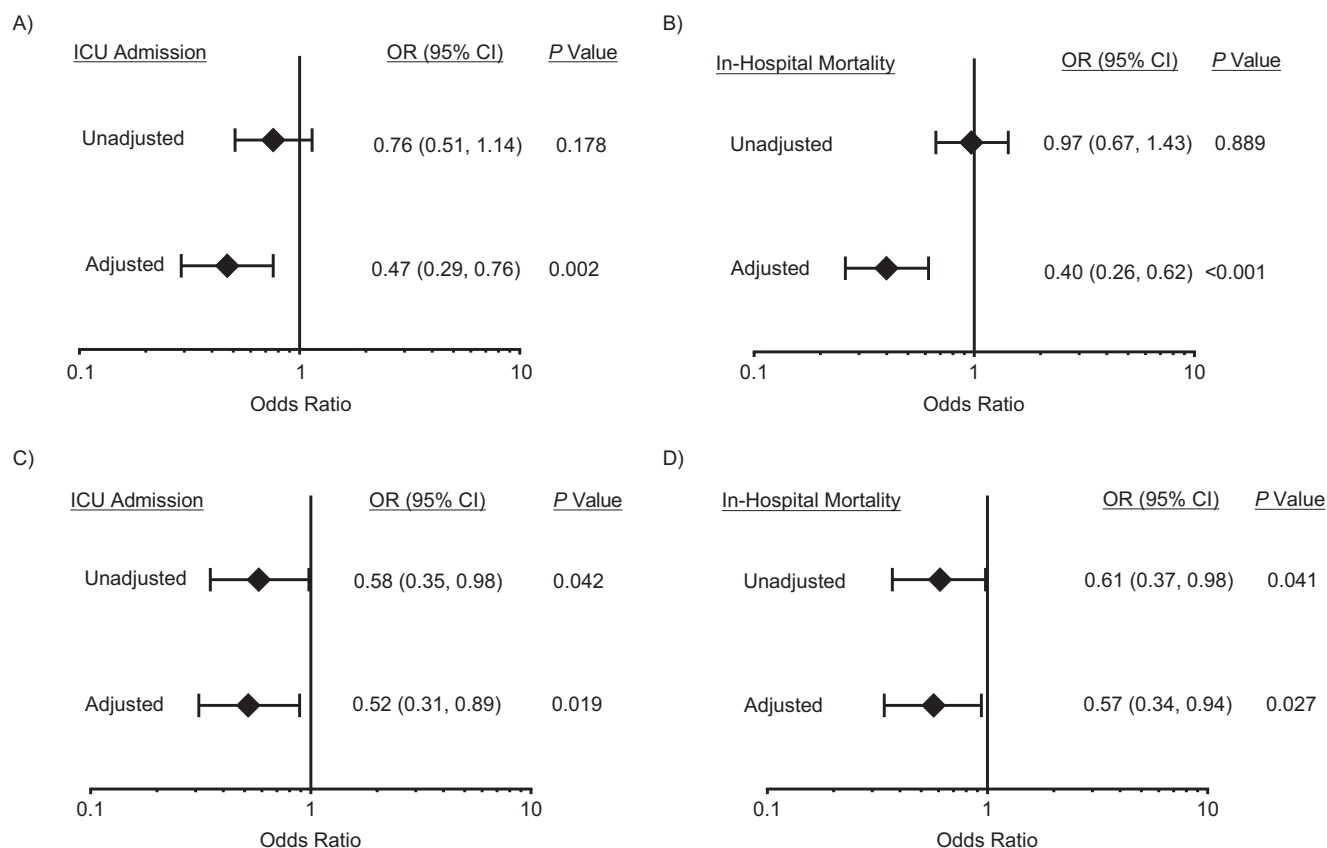 A)
ICU Admission OR (95% CI) P Value
Unadjusted 0.76 (0.51, 1.14) 0.178
Adjusted 0.47 (0.29, 0.76) 0.002
0.1 1 10
Odds Ratio
B)
In-Hospital Mortality OR (95% CI) P Value
Unadjusted 0.97 (0.67, 1.43) 0.889
Adjusted 0.40 (0.26, 0.62) <0.001
0.1 1 10
Odds Ratio
C)
ICU Admission OR (95% CI) P Value
Unadjusted 0.58 (0.35, 0.98) 0.042
Adjusted 0.52 (0.31, 0.89) 0.019
0.1 1 10
Odds Ratio
D)
In-Hospital Mortality OR (95% CI) P Value
Unadjusted 0.61 (0.37, 0.98) 0.041
Adjusted 0.57 (0.34, 0.94) 0.027
0.1 1 10
Odds Ratio